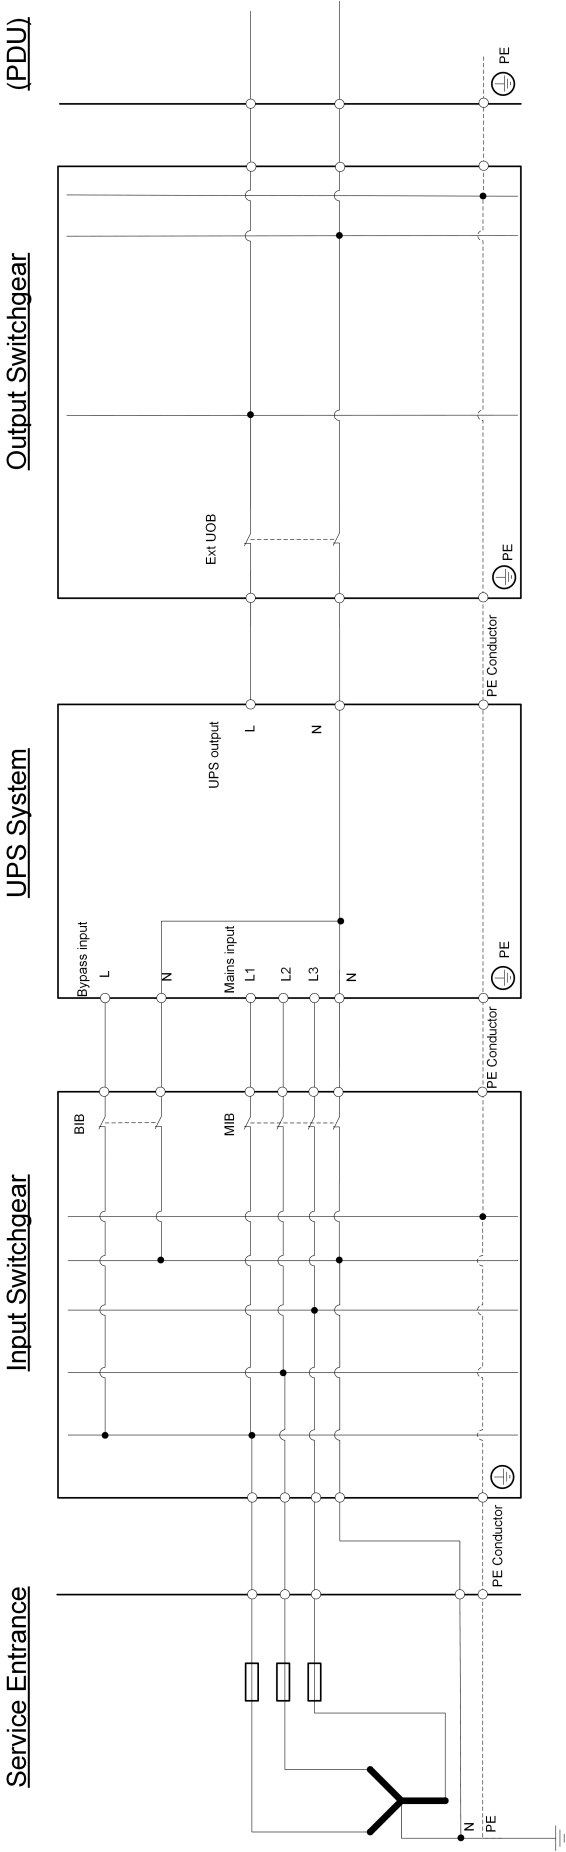 Service Entrance
Input Switchgear
UPS System
Output Switchgear
(PDU)
N
PE
PE Conductor
BIB
MIB
PE Conductor
Bypass input
L
N
Mains input
L1
L2
L3
N
PE
UPS output
L
N
PE Conductor
Ext UOB
PE
PE